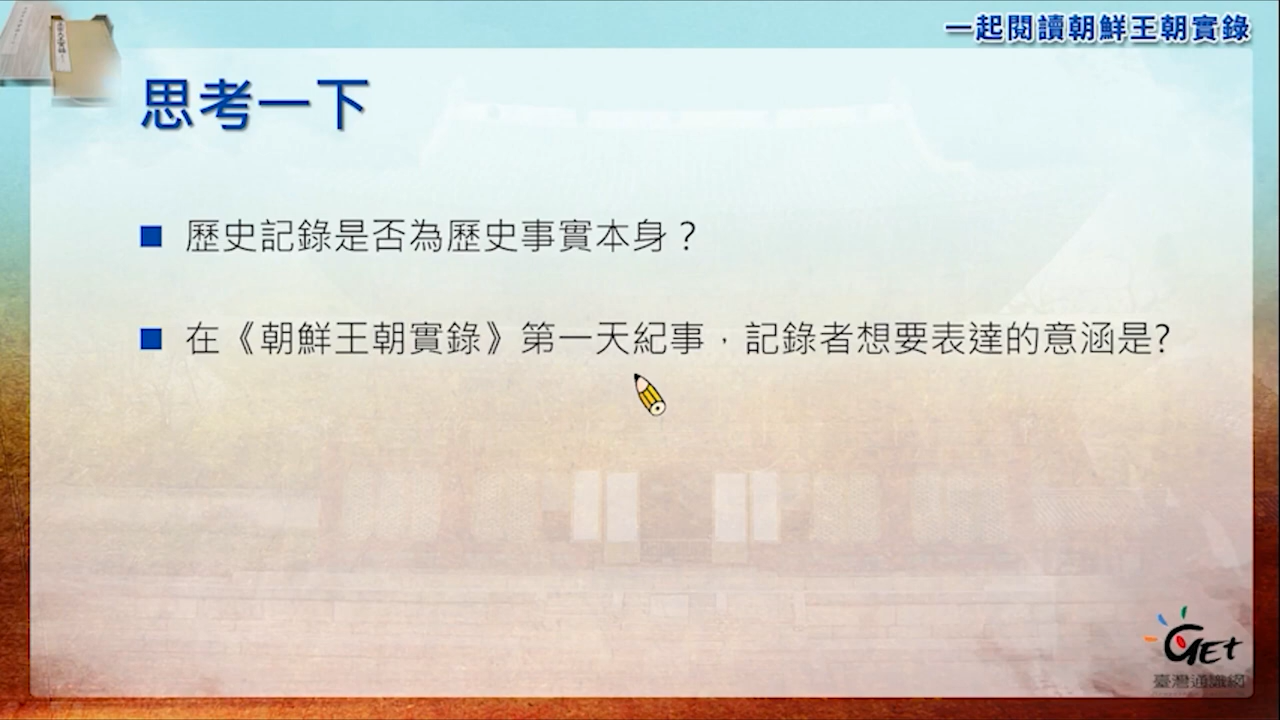 一起閱讀朝鮮王朝實錄
思考一下
歷史記錄是否為歷史事實本身？
在《朝鮮王朝實錄》第一天紀事，記錄者想要表達的意涵是?
GEt
臺灣通識網